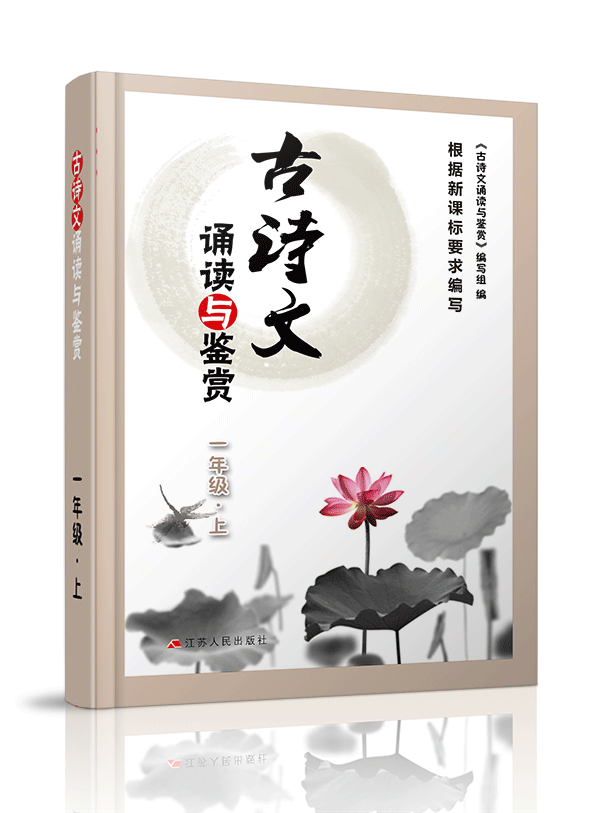 古诗文诵读与鉴赏
一年级·上
《古诗文诵读与鉴赏》编写组 编
根据新课标要求编写
古诗文
诵读与鉴赏
一年级·上
江苏人民出版社